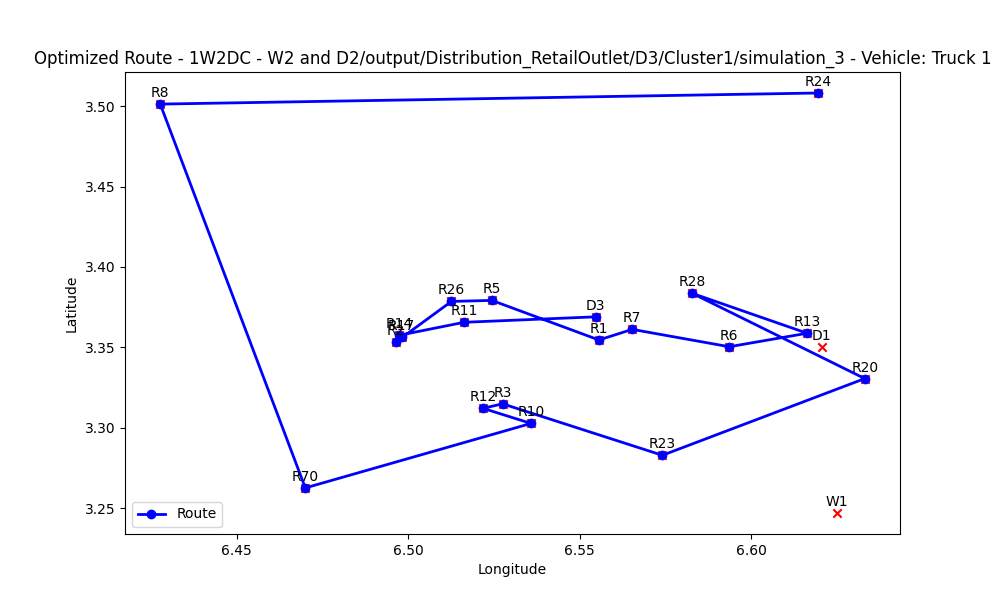 Optimized Route - 1W2DC - W2 and D2/output/Distribution_RetailOutlet/D3/Cluster1/simulation_3 - Vehicle: Truck 1
R8
R24
3.50
3.45
3.40
R28
R26
R5
D3
R11
R7
R13
R1
R6
D1
3.35
R20
Latitude
R12
R3
R10
3.30
R23
R70
3.25
W1
Route
6.45
6.50
6.55
6.60
Longitude